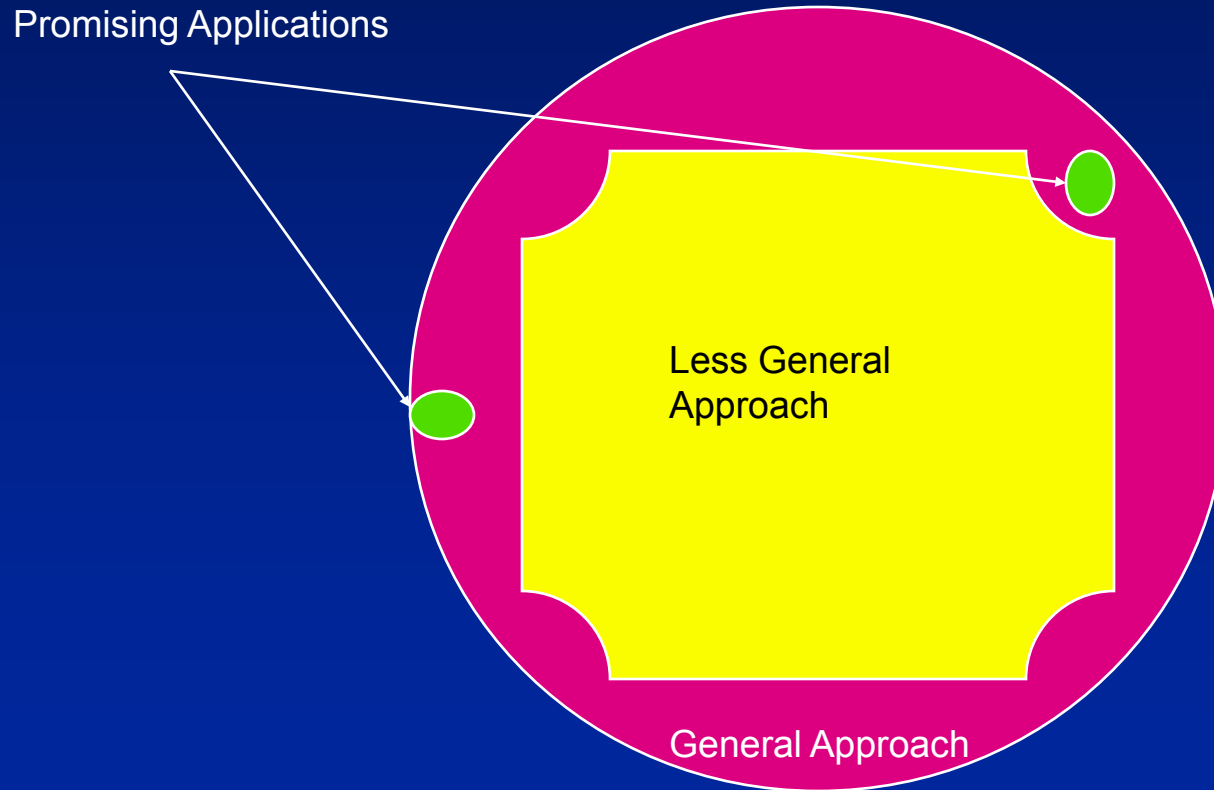 Promising Applications
Less General
Approach
General Approach